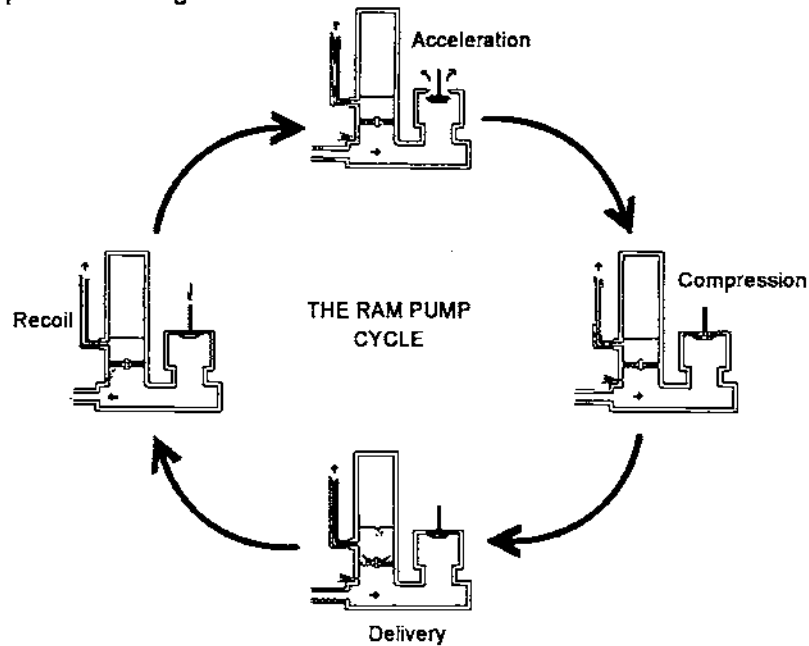 Acceleration
Compression
Recoil
THE RAM PUMP
CYCLE
Delivery